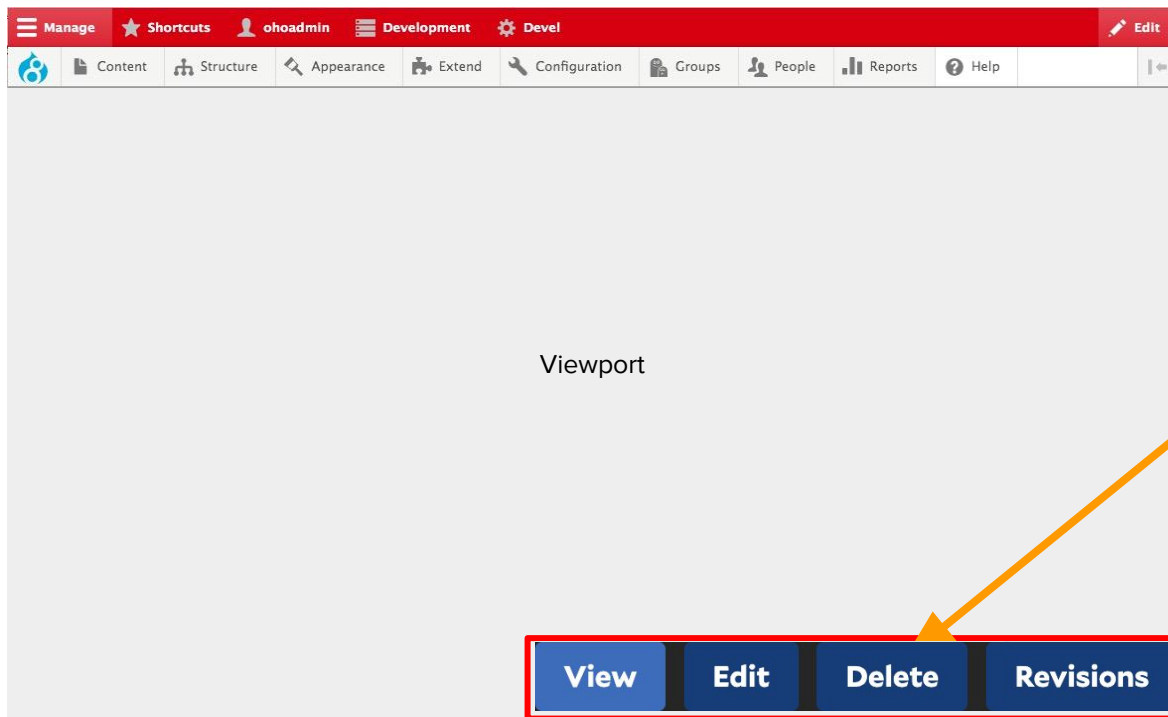 Manage Shortcuts ohoadmin Development Devel Edit
Content Structure Appearance Extend Configuration Groups People Reports Help
Viewport
View Edit Delete Revisions